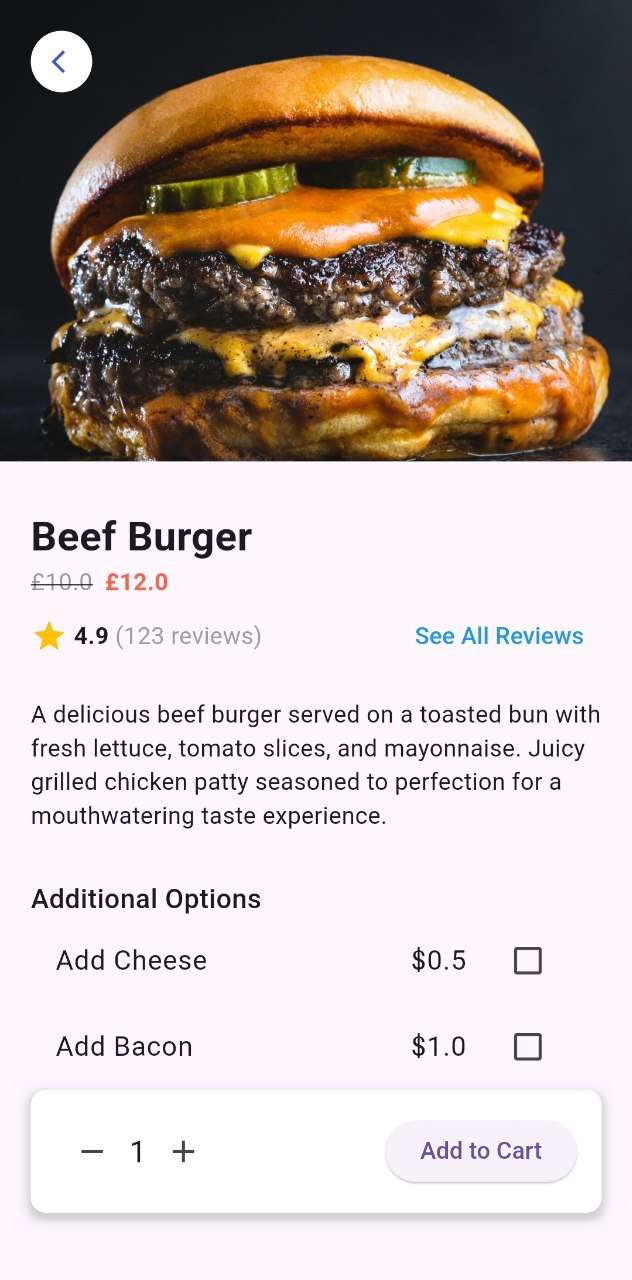 Beef Burger
£10.0 £12.0
4.9 (123 reviews) See All Reviews
A delicious beef burger served on a toasted bun with
fresh lettuce, tomato slices, and mayonnaise. Juicy
grilled chicken patty seasoned to perfection for a
mouthwatering taste experience.
Additional Options
Add Cheese $0.5
Add Bacon $1.0
1 Add to Cart